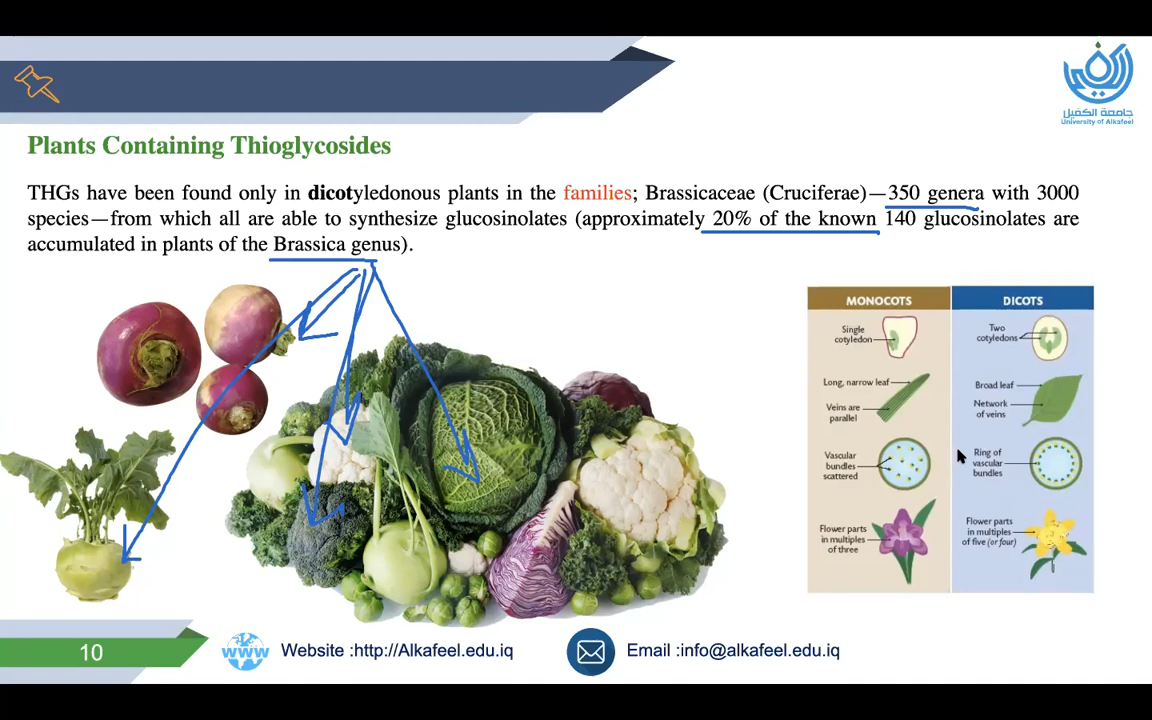 جامعة الكفيل
University of Alkafeel
Plants Containing Thioglycosides
THGs have been found only in dicotyledonous plants in the families; Brassicaceae (Cruciferae)—350 genera with 3000
species—from which all are able to synthesize glucosinolates (approximately 20% of the known 140 glucosinolates are
accumulated in plants of the Brassica genus).
MONOCOTS
Single
cotyledon
Long, narrow leaf
Veins are
parallel
Vascular
bundles
scattered
Flower parts
in multiples
of three
DICOTS
Two
cotyledons
Broad leaf
Network
of veins
Ring of
vascular
bundles
Flower parts
in multiples
of five (or four)
10
WWW
Website :http://Alkafeel.edu.iq
Email :info@alkafeel.edu.iq